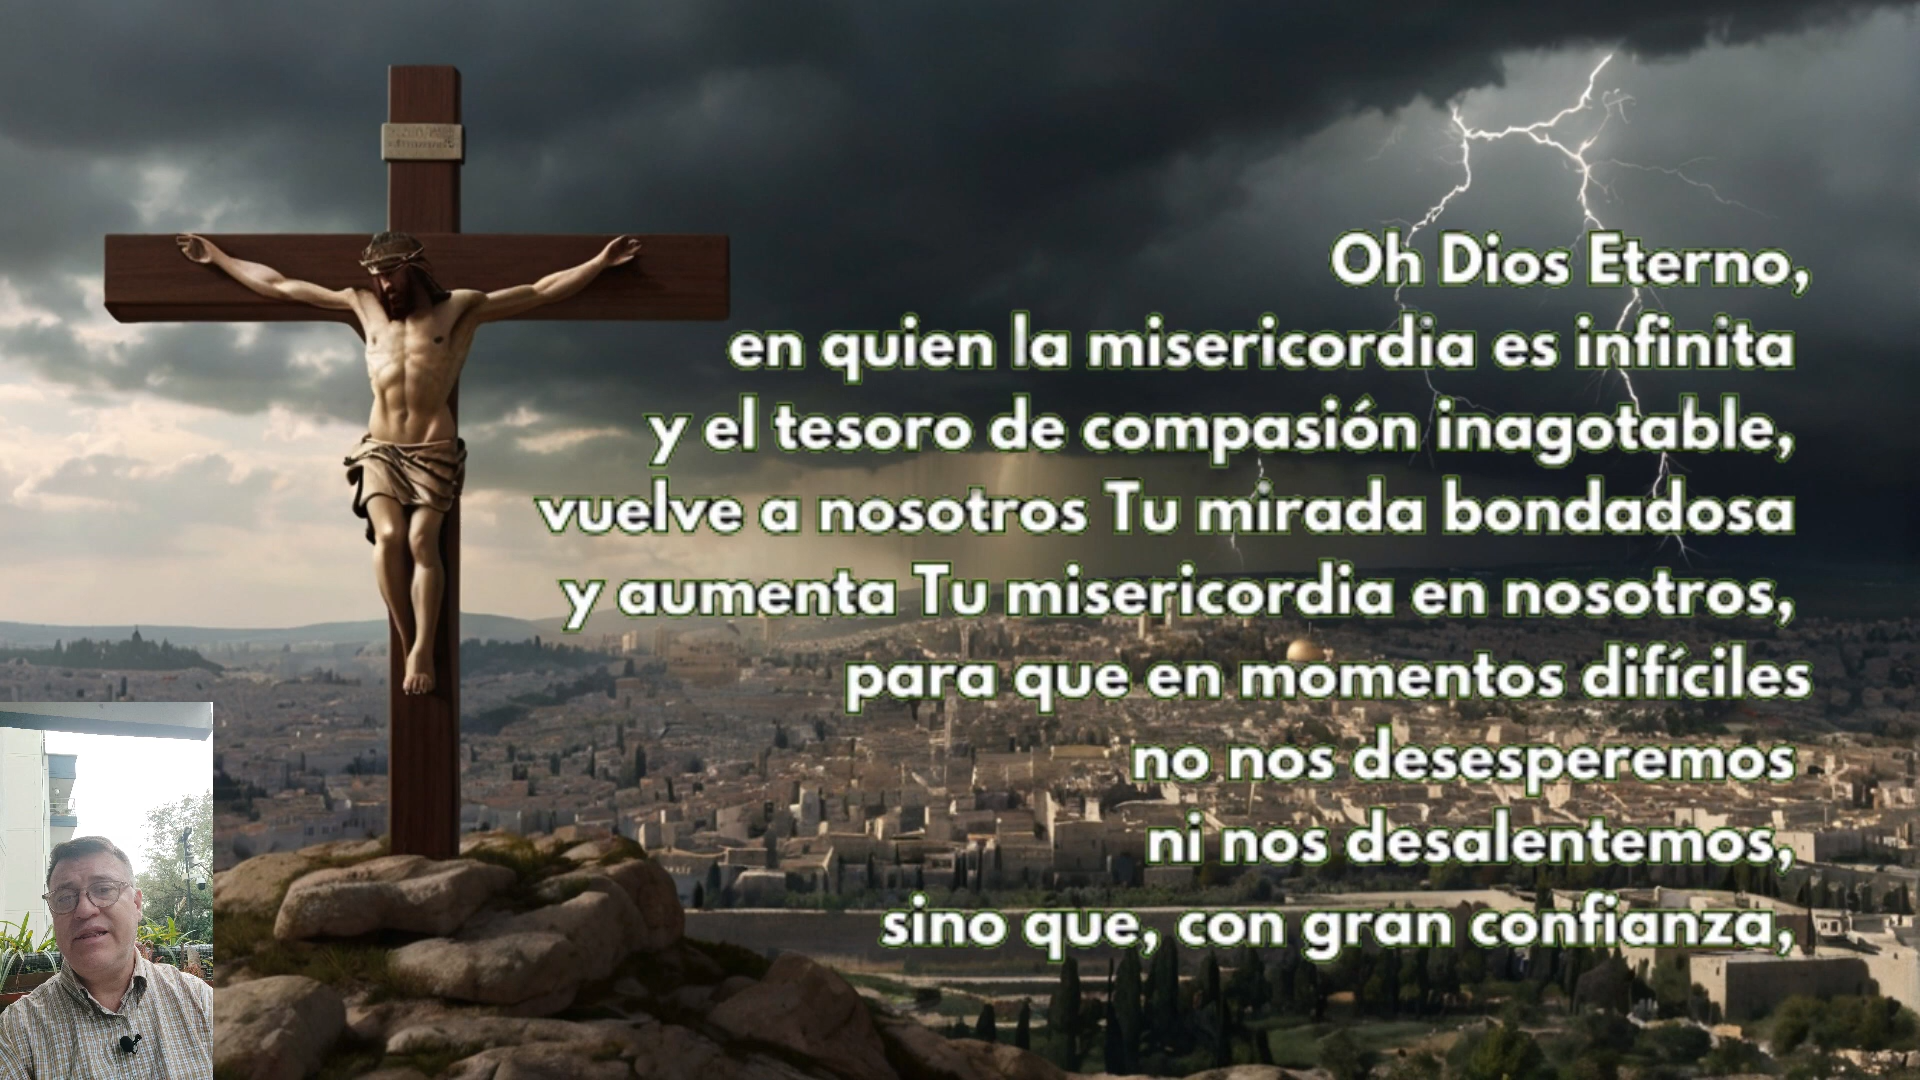 Oh Dios Eterno,
en quien la misericordia es infinita
y el tesoro de compasión inagotable,
vuelve a nosotros Tu mirada bondadosa
y aumenta Tu misericordia en nosotros,
para que en momentos difíciles
no nos desesperemos
ni nos desalentemos,
sino que, con gran confianza,